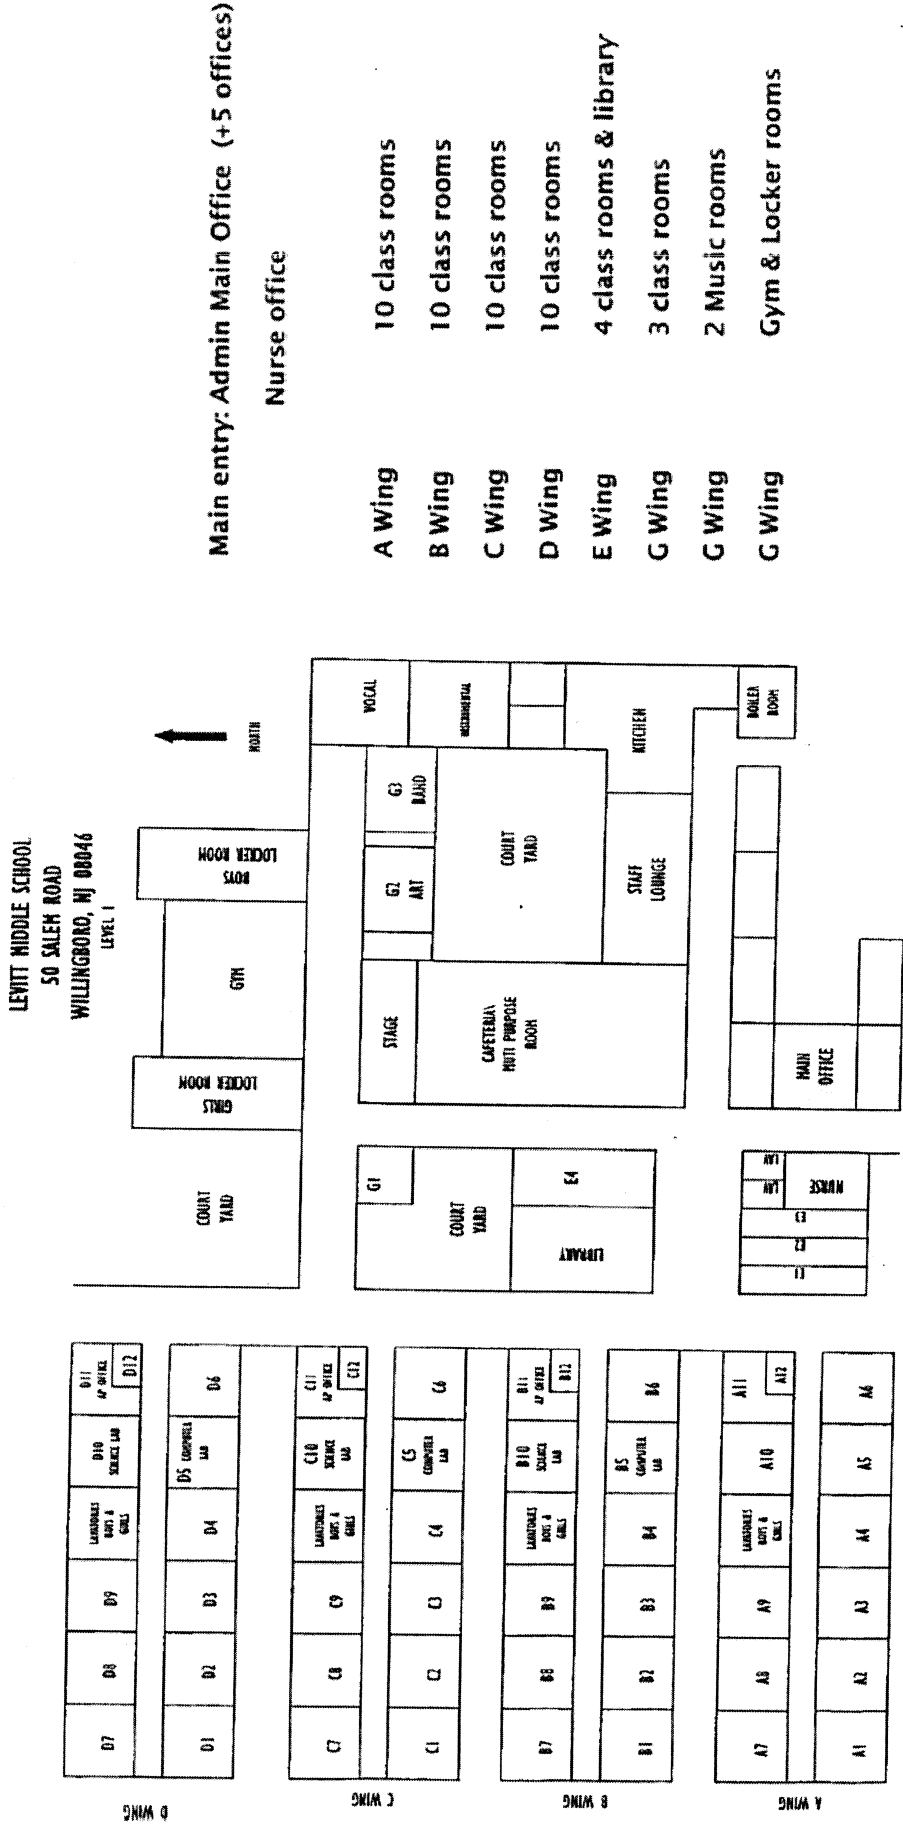 LEVITT MIDDLE SCHOOL
50 SALEM ROAD
WILLINGBORO, NJ 08046
LEVEL 1
NORTH
COURT
YARD
GIRLS
LOCKER ROOM
GYM
BOYS
LOCKER ROOM
D WING
D7
D8
D9
LAVATORIES
BOYS &
GIRLS
D10
SCIENCE LAB
D11
AP OFFICE
D12
D1
D2
D3
D4
D5 COMPUTER
LAB
D6
C WING
C7
C8
C9
LAVATORIES
BOYS &
GIRLS
C10
SCIENCE
LAB
C11
AP OFFICE
C12
C1
C2
C3
C4
C5
COMPUTER
LAB
C6
G1
COURT
YARD
LIBRARY
E4
STAGE
CAFETERIA\
MUTI PURPOSE
ROOM
G2
ART
G3
BAND
VOCAL
INSTRUMENTAL
COURT
YARD
STAFF
LOUNGE
KITCHEN
BOILER
ROOM
B WING
B7
B8
B9
LAVATORIES
BOYS &
GIRLS
B10
SCIENCE
LAB
B11
AP OFFICE
B12
B1
B2
B3
B4
B5
COMPUTER
LAB
B6
A WING
A7
A8
A9
LAVATORIES
BOYS &
GIRLS
A10
A11
A12
A1
A2
A3
A4
A5
A6
E1
E2
E3
LAV
LAV
NURSE
MAIN
OFFICE
Main entry: Admin Main Office (+5 offices)
Nurse office
A Wing 10 class rooms
B Wing 10 class rooms
C Wing 10 class rooms
D Wing 10 class rooms
E Wing 4 class rooms & library
G Wing 3 class rooms
G Wing 2 Music rooms
G Wing Gym & Locker rooms